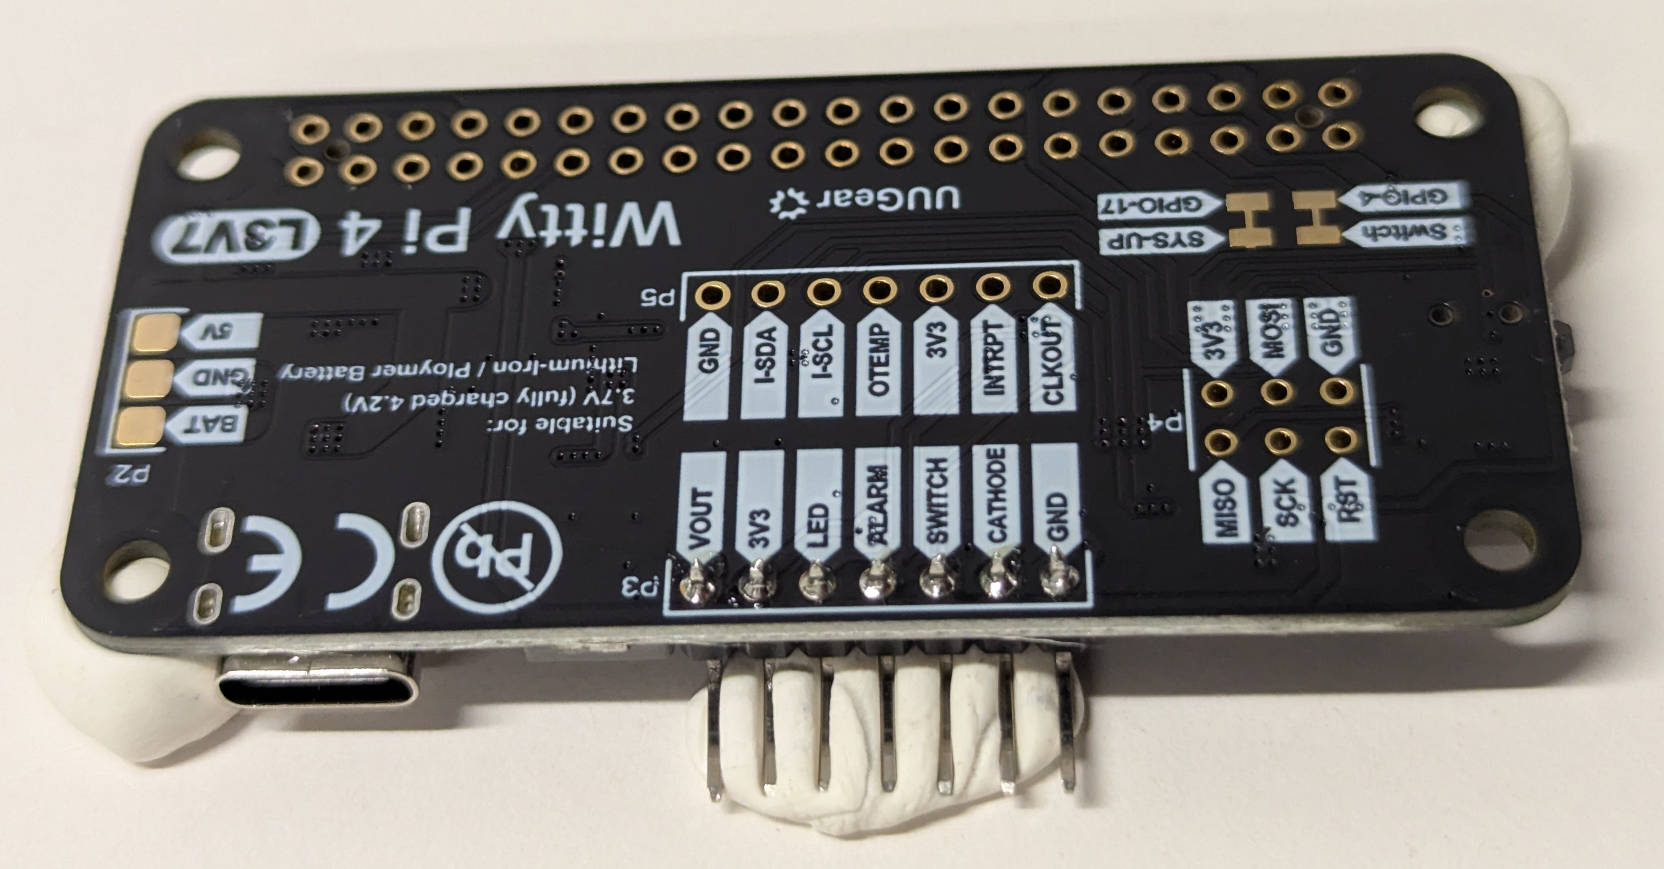 Witty Pi 4 L3V7
UUGear
GPIO-17
SYS-UP
GPIO-4
Switch
P5
GND
I-SDA
I-SCL
OTEMP
3V3
INTRPT
CLKOUT
5V
GND
BAT
P2
Suitable for:
3.7V (fully charged 4.2V)
Lithium-Iron / Ploymer Battery
3V3
MOSI
GND
P4
MISO
SCK
RST
VOUT
3V3
LED
ALARM
SWITCH
CATHODE
GND
P3
CE
Pb